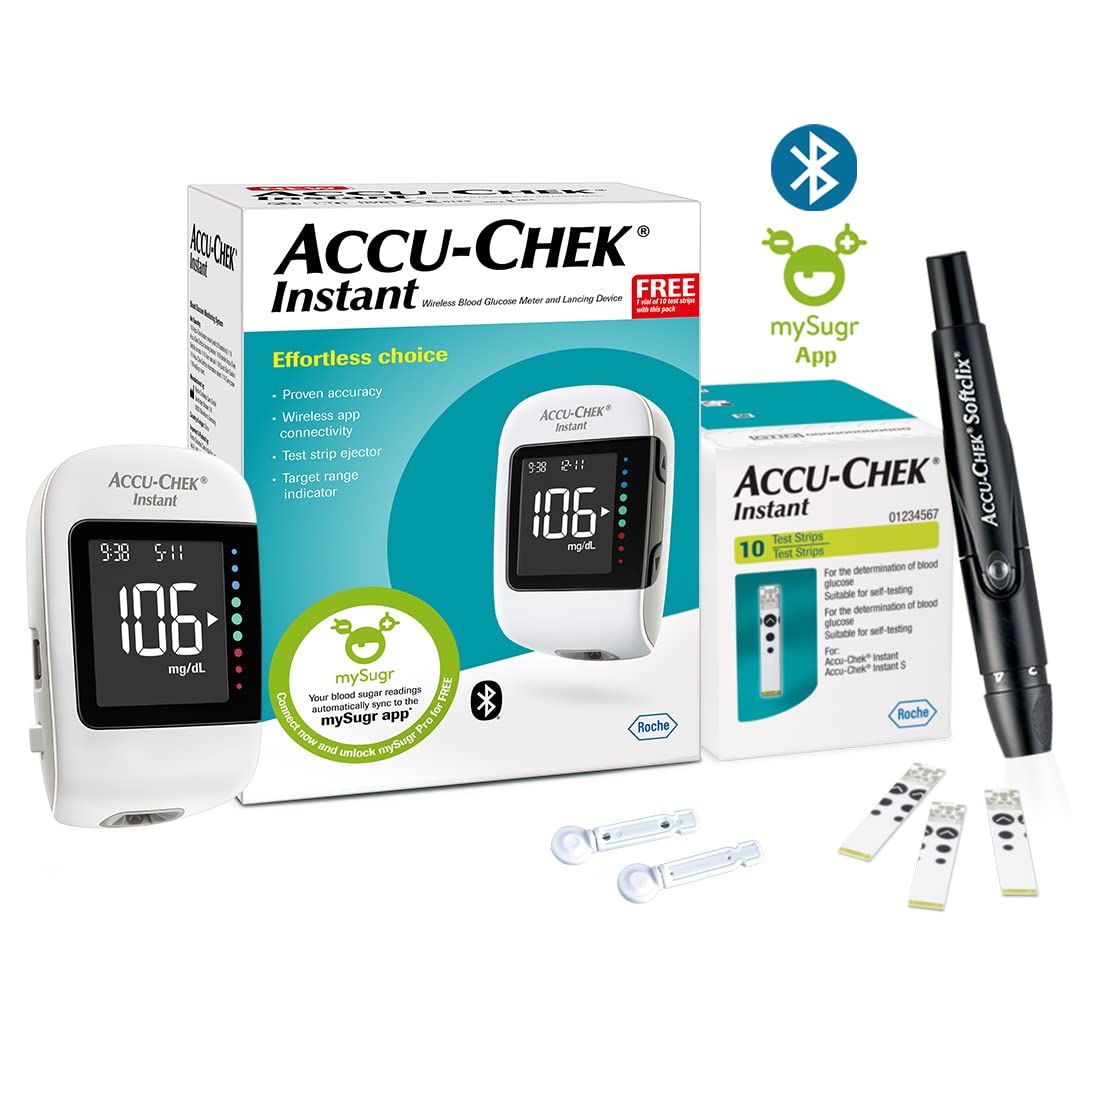 ACCU-CHEK®
Instant
9:38 5-11
106
mg/dL
NEW
ACCU-CHEK®
Instant
ACCU-CHEK®
Instant Wireless Blood Glucose Meter and Lancing Device
FREE
1 vial of 10 test strips
with this pack
Effortless choice
• Proven accuracy
• Wireless app
connectivity
• Test strip ejector
• Target range
indicator
ACCU-CHEK®
Instant
9:38 12-11
106
mg/dL
mySugr
Your blood sugar readings
automatically sync to the
mySugr app*
Connect now and unlock mySugr Pro for FREE
Roche
mySugr
App
ACCU-CHEK®
Instant
01234567
10 Test Strips
Test Strips
For the determination of blood
glucose
Suitable for self-testing
For the determination of blood
glucose
Suitable for self-testing
For:
Accu-Chek® Instant
Accu-Chek® Instant S
Roche
ACCU-CHEK® Softclix®